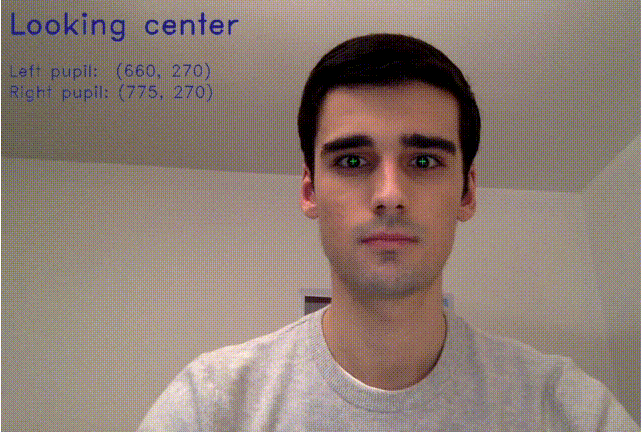 Looking center
Left pupil: (660, 270)
Right pupil: (775, 270)